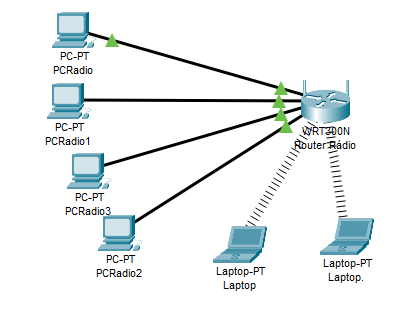 PC-PT
PCRadio
PC-PT
PCRadio1
WRT300N
Router Rádio
PC-PT
PCRadio3
PC-PT
PCRadio2
Laptop-PT
Laptop
Laptop-PT
Laptop.